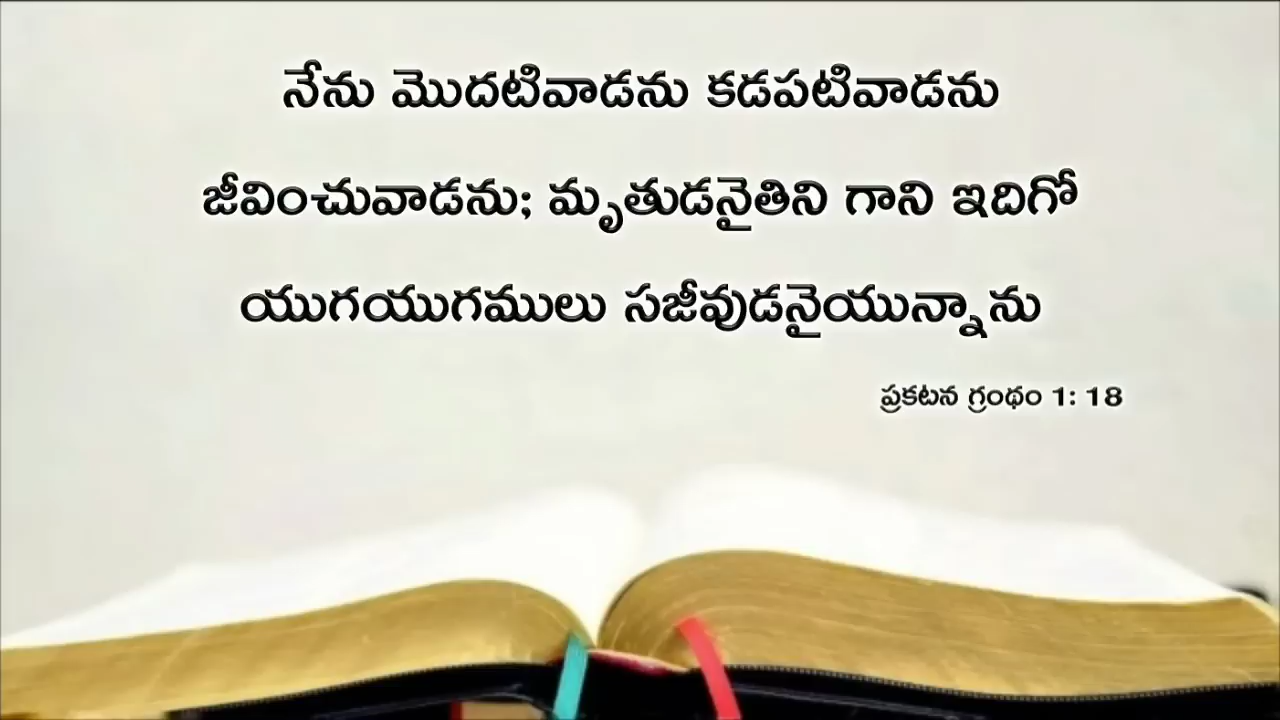 నేను మొదటివాడను కడపటివాడను
జీవించువాడను; మృతుడనైతిని గాని ఇదిగో
యుగయుగములు సజీవుడనైయున్నాను
ప్రకటన గ్రంథం 1: 18